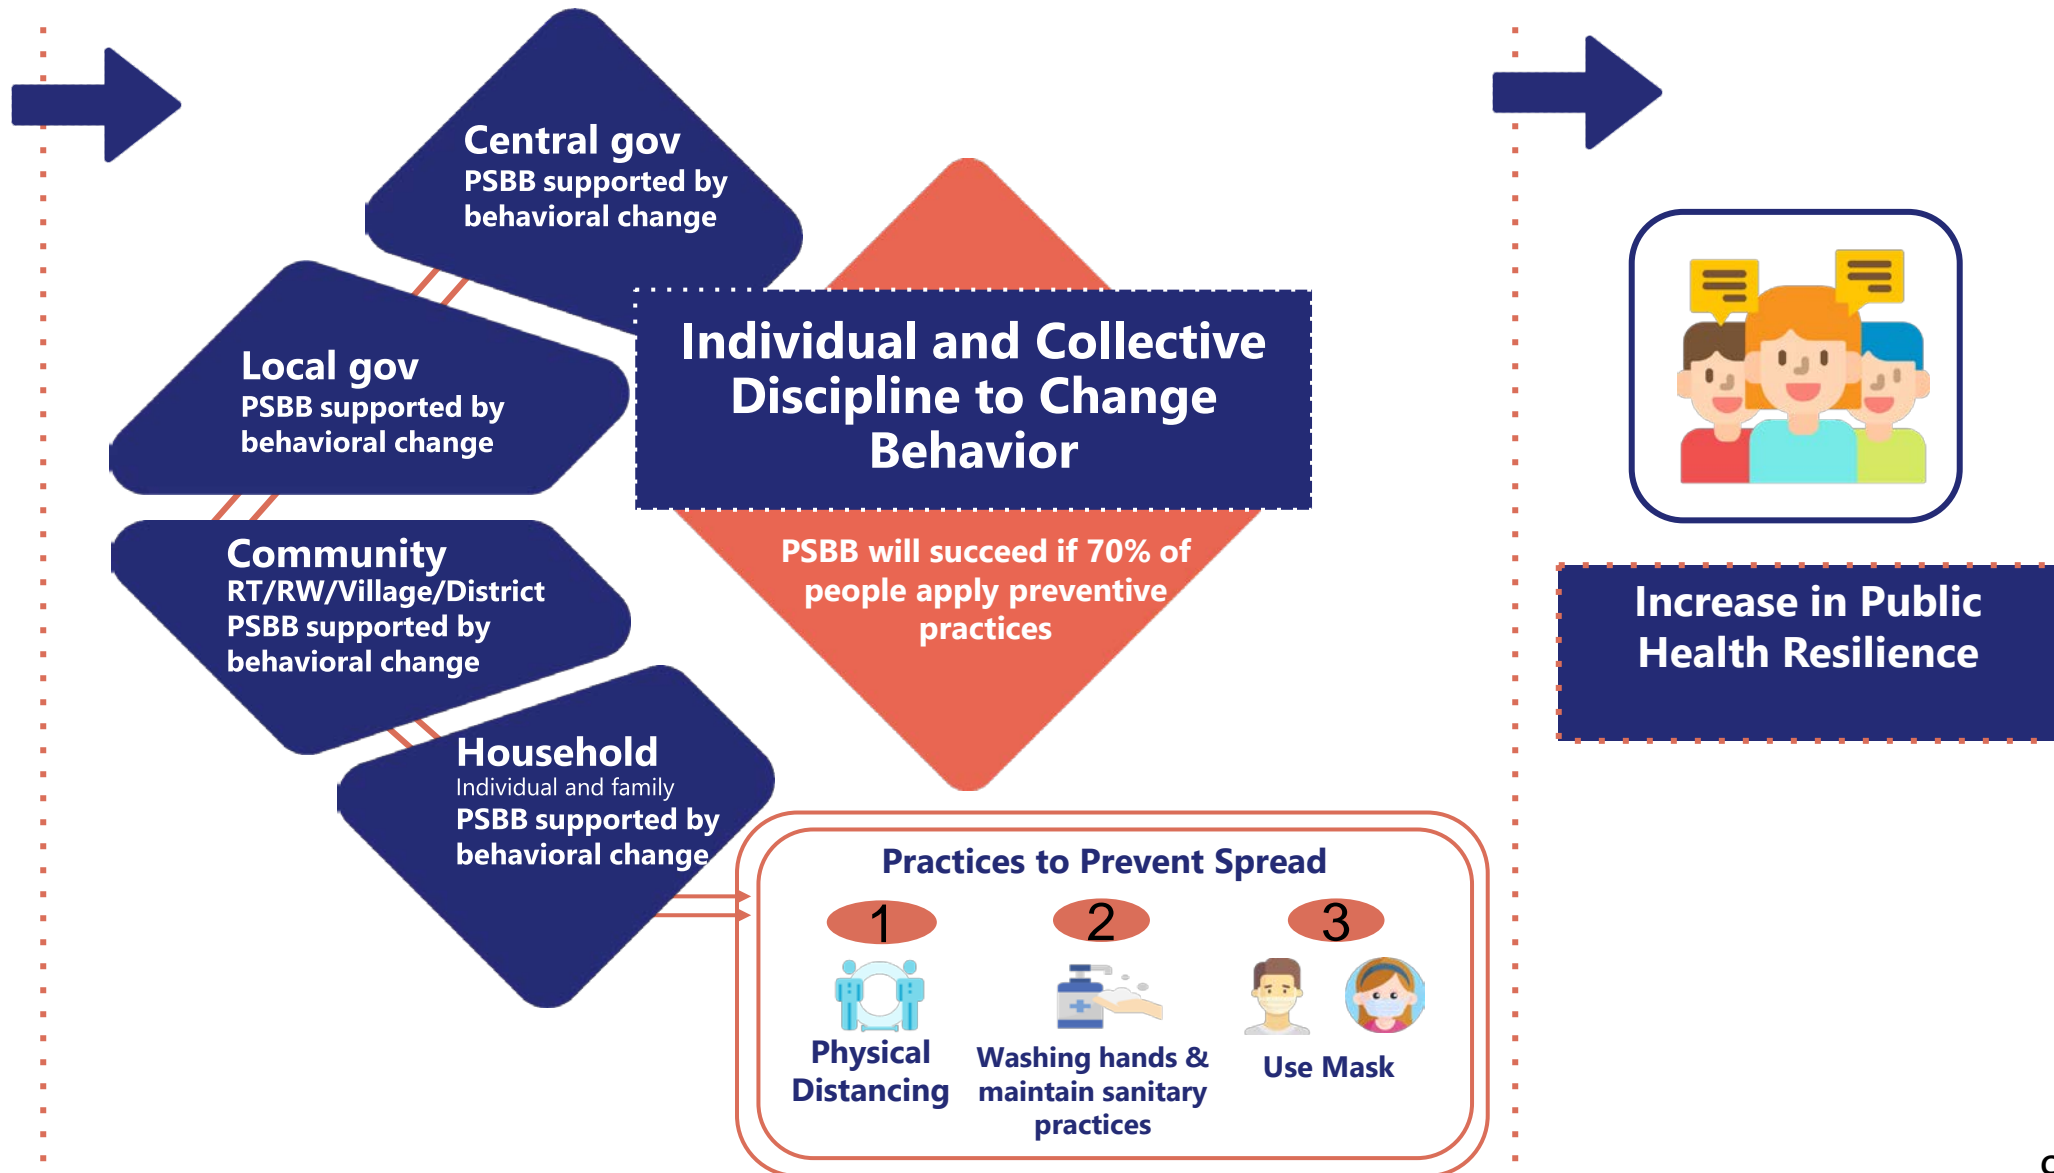 Central gov
PSBB supported by
behavioral change
Local gov
PSBB supported by
behavioral change
Community
RT/RW/Village/District
PSBB supported by
behavioral change
Household
Individual and family
PSBB supported by
behavioral change
Individual and Collective
Discipline to Change
Behavior
PSBB will succeed if 70% of
people apply preventive
practices
Practices to Prevent Spread
1
Physical
Distancing
2
Washing hands &
maintain sanitary
practices
3
Use Mask
Increase in Public
Health Resilience